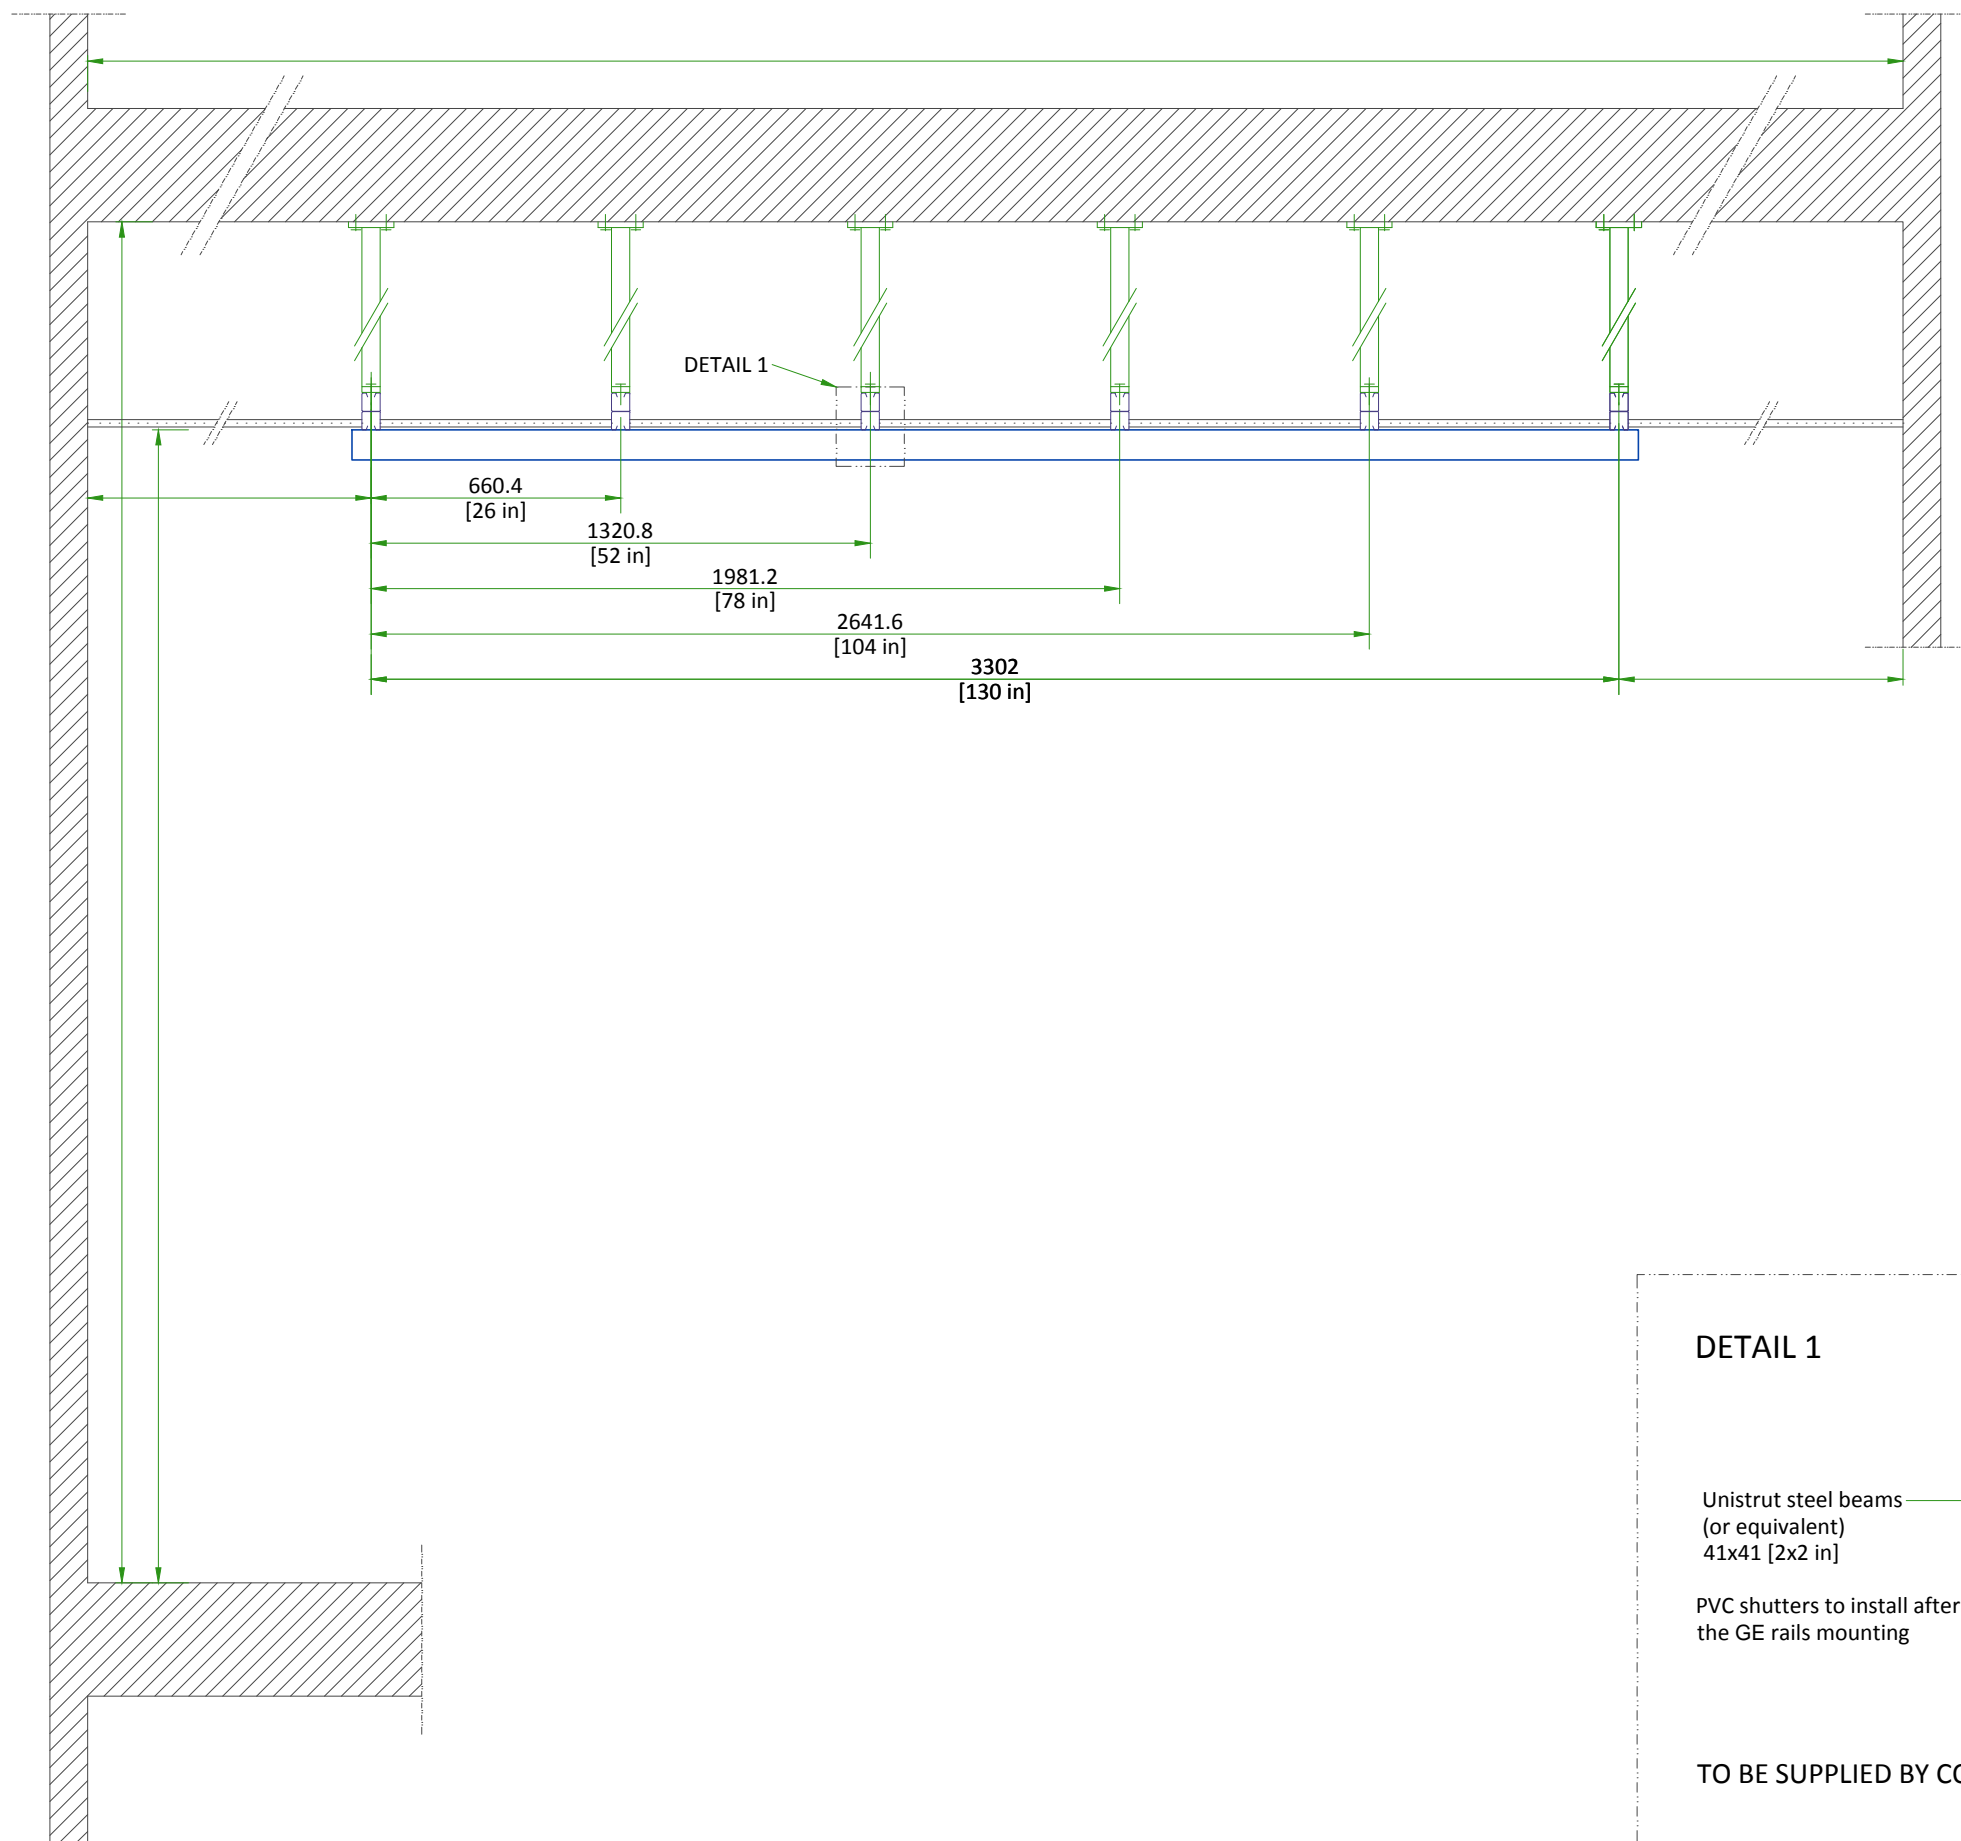 DETAIL 1
660.4
[26 in]
1320.8
[52 in]
1981.2
[78 in]
2641.6
[104 in]
3302
[130 in]
DETAIL 1
Unistrut steel beams
(or equivalent)
41x41 [2x2 in]
PVC shutters to install after
the GE rails mounting
TO BE SUPPLIED BY